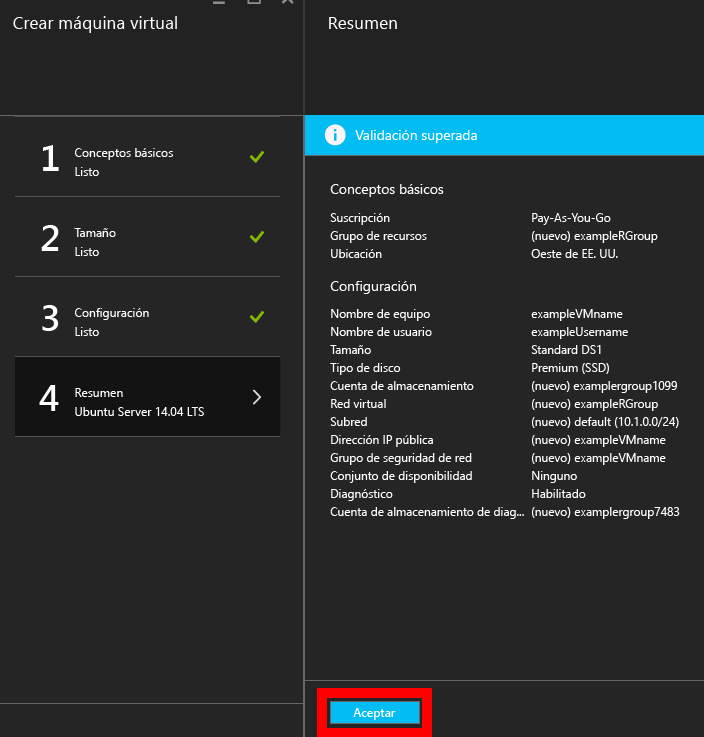 Crear máquina virtual
1
Conceptos básicos
Listo
2
Tamaño
Listo
3
Configuración
Listo
4
Resumen
Ubuntu Server 14.04 LTS
Resumen
Validación superada
Conceptos básicos
Suscripción Pay-As-You-Go
Grupo de recursos (nuevo) exampleRGroup
Ubicación Oeste de EE. UU.
Configuración
Nombre de equipo exampleVMname
Nombre de usuario exampleUsername
Tamaño Standard DS1
Tipo de disco Premium (SSD)
Cuenta de almacenamiento (nuevo) examplergroup1099
Red virtual (nuevo) exampleRGroup
Subred (nuevo) default (10.1.0.0/24)
Dirección IP pública (nuevo) exampleVMname
Grupo de seguridad de red (nuevo) exampleVMname
Conjunto de disponibilidad Ninguno
Diagnóstico Habilitado
Cuenta de almacenamiento de diag... (nuevo) examplergroup7483
Aceptar